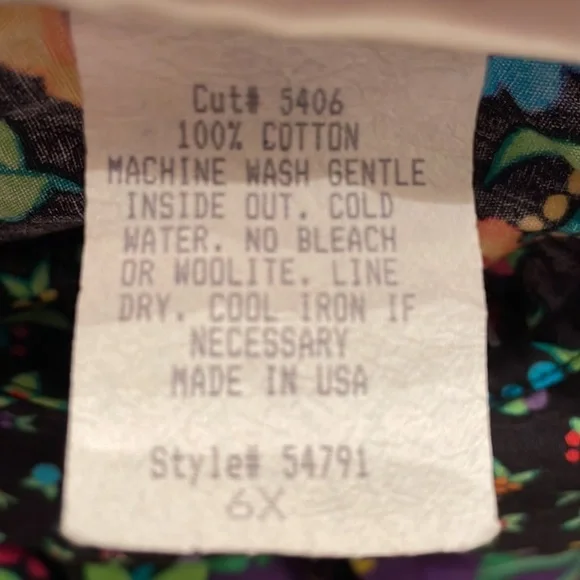 Cut# 5406
100% COTTON
MACHINE WASH GENTLE
INSIDE OUT. COLD
WATER. NO BLEACH
OR WOOLITE. LINE
DRY. COOL IRON IF
NECESSARY
MADE IN USA
Style# 54791
6X